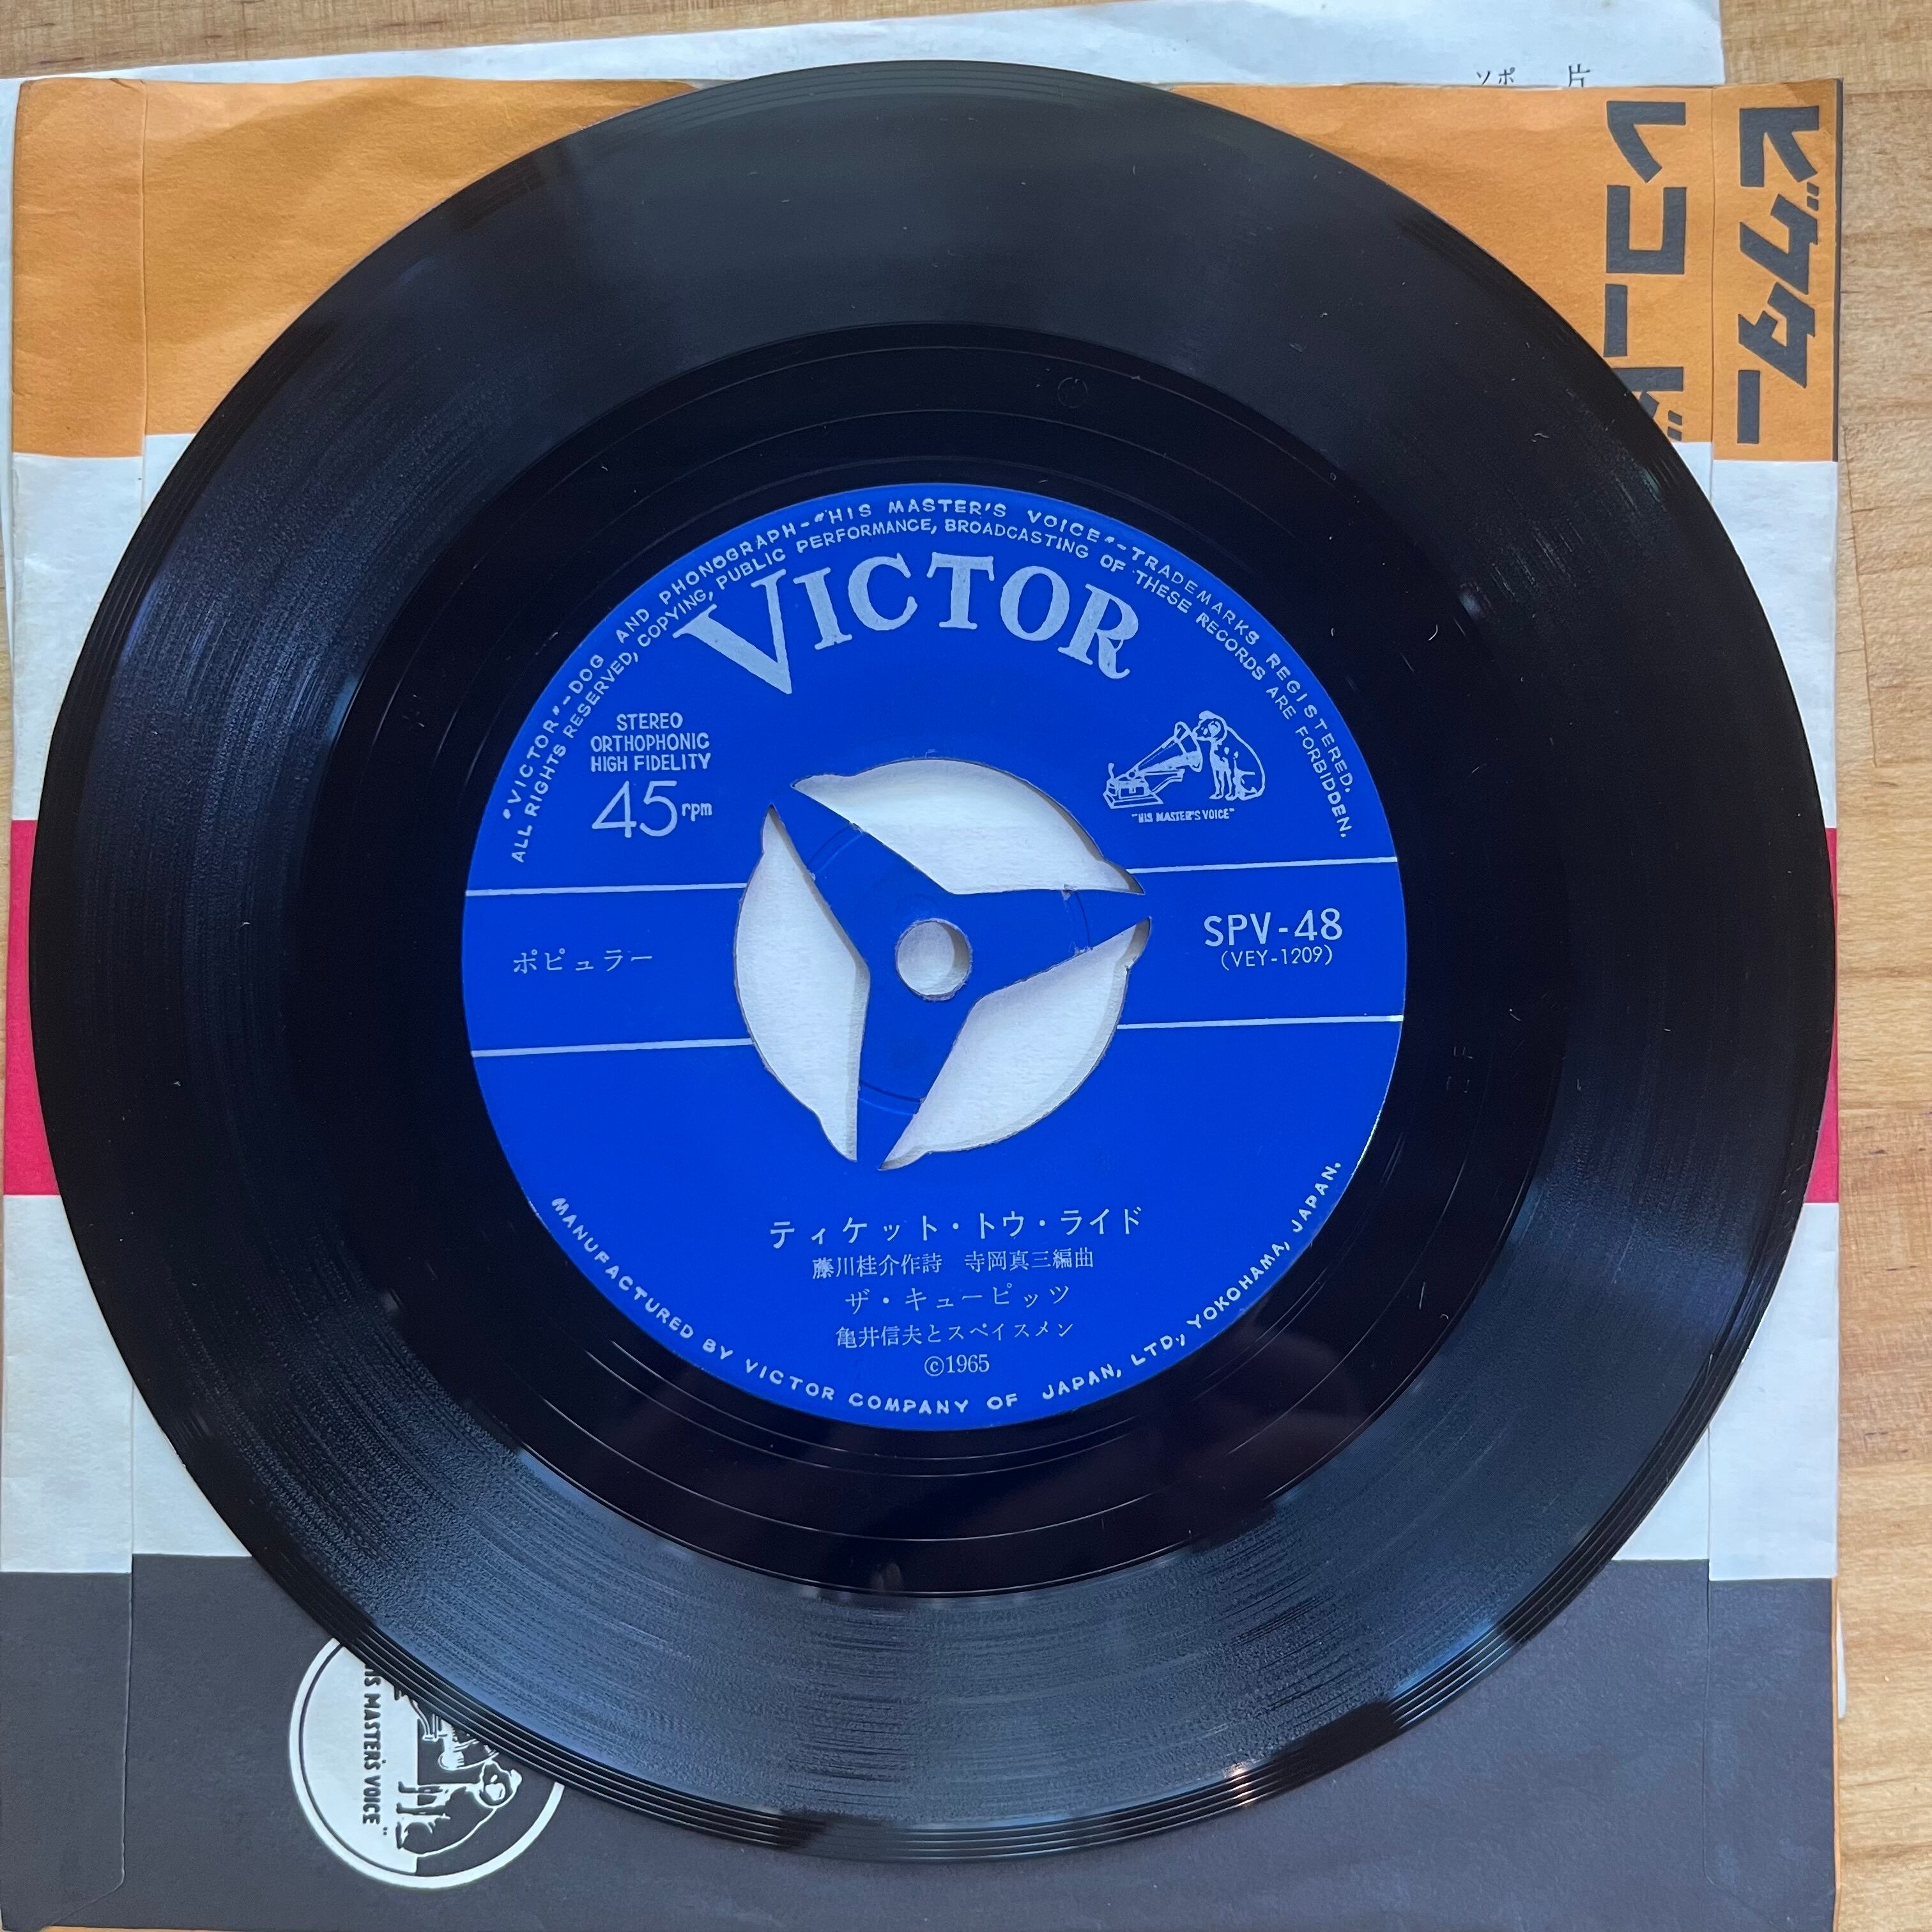 ソポ 片
ビクター
レコード
"VICTOR"-DOG AND PHONOGRAPH-"HIS MASTER'S VOICE"-TRADEMARKS REGISTERED.
ALL RIGHTS RESERVED, COPYING, PUBLIC PERFORMANCE, BROADCASTING OF THESE RECORDS ARE FORBIDDEN.
VICTOR
STEREO
ORTHOPHONIC
HIGH FIDELITY
45rpm
"HIS MASTER'S VOICE"
ポピュラー
SPV-48
(VEY-1209)
ティケット・トウ・ライド
藤川桂介作詩 寺岡真三編曲
ザ・キューピッツ
亀井信夫とスペイスメン
©1965
MANUFACTURED BY VICTOR COMPANY OF JAPAN, LTD., YOKOHAMA, JAPAN.
HIS MASTER'S VOICE"